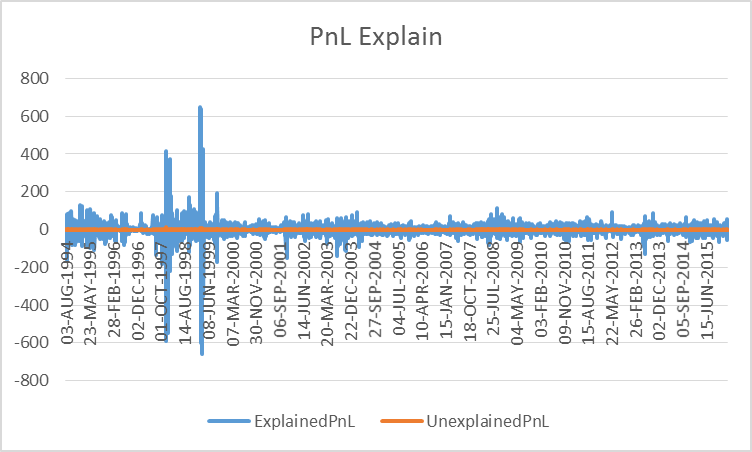 PnL Explain
800
600
400
200
0
-200
-400
-600
-800
03-AUG-1994
23-MAY-1995
28-FEB-1996
02-DEC-1996
01-OCT-1997
14-AUG-1998
08-JUN-1999
07-MAR-2000
30-NOV-2000
06-SEP-2001
14-JUN-2002
20-MAR-2003
22-DEC-2003
27-SEP-2004
04-JUL-2005
10-APR-2006
15-JAN-2007
18-OCT-2007
25-JUL-2008
04-MAY-2009
03-FEB-2010
09-NOV-2010
15-AUG-2011
22-MAY-2012
26-FEB-2013
02-DEC-2013
05-SEP-2014
15-JUN-2015
ExplainedPnL
UnexplainedPnL